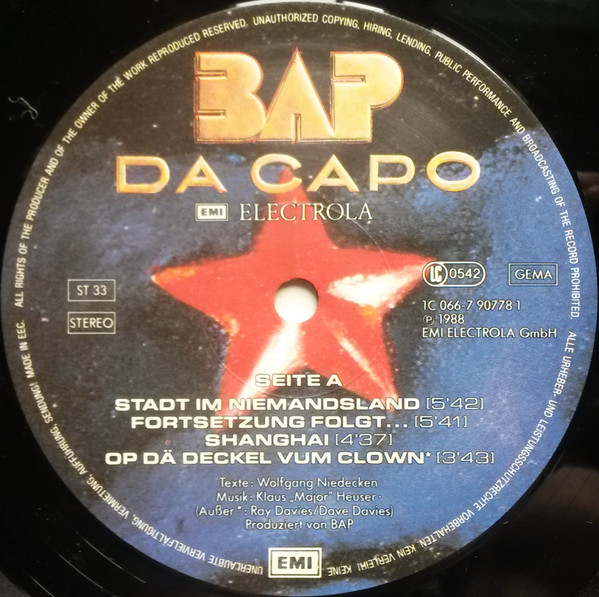 BAP
DA CAPO
EMI ELECTROLA
ST 33
STEREO
LC 0542
GEMA
1C 066-7 90778 1
Ⓟ 1988
EMI ELECTROLA GmbH
SEITE A
STADT IM NIEMANDSLAND [5'42]
FORTSETZUNG FOLGT... [5'41]
SHANGHAI [4'37]
OP DÄ DECKEL VUM CLOWN* [3'43]
Texte: Wolfgang Niedecken
Musik: Klaus „Major" Heuser
(Außer *: Ray Davies/Dave Davies)
Produziert von BAP
EMI
ALL RIGHTS OF THE PRODUCER AND OF THE OWNER OF THE WORK REPRODUCED RESERVED. UNAUTHORIZED COPYING, HIRING, LENDING, PUBLIC PERFORMANCE AND BROADCASTING OF THE RECORD PROHIBITED.
ALLE URHEBER- UND LEISTUNGSSCHUTZRECHTE VORBEHALTEN. KEIN VERLEIH! KEINE UNERLAUBTE VERVIELFÄLTIGUNG, VERMIETUNG, AUFFÜHRUNG, SENDUNG! MADE IN EEC.